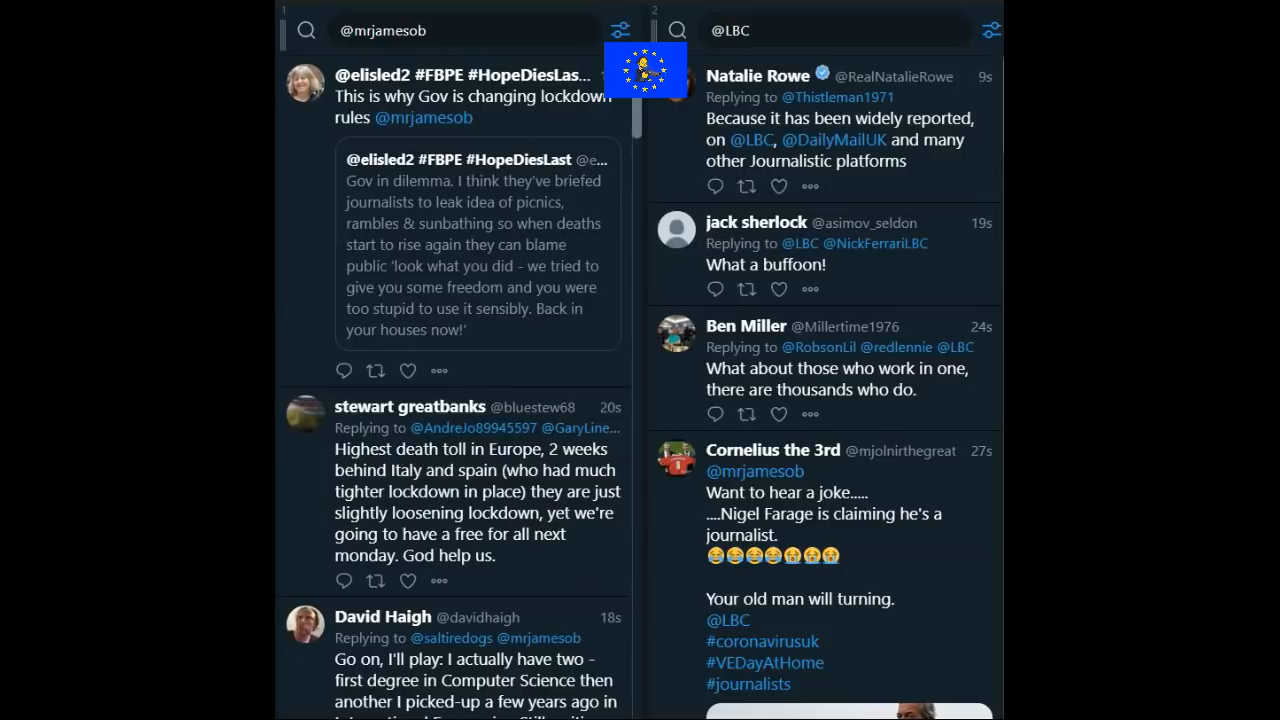 1
@mrjamesob
@elisled2 #FBPE #HopeDiesLas...
This is why Gov is changing lockdown
rules @mrjamesob
@elisled2 #FBPE #HopeDiesLast @e...
Gov in dilemma. I think they've briefed
journalists to leak idea of picnics,
rambles & sunbathing so when deaths
start to rise again they can blame
public 'look what you did - we tried to
give you some freedom and you were
too stupid to use it sensibly. Back in
your houses now!'
stewart greatbanks @bluestew68 20s
Replying to @AndreJo89945597 @GaryLine...
Highest death toll in Europe, 2 weeks
behind Italy and spain (who had much
tighter lockdown in place) they are just
slightly loosening lockdown, yet we're
going to have a free for all next
monday. God help us.
David Haigh @davidhaigh 18s
Replying to @saltiredogs @mrjamesob
Go on, I'll play: I actually have two -
first degree in Computer Science then
another I picked-up a few years ago in
2
@LBC
Natalie Rowe @RealNatalieRowe 9s
Replying to @Thistleman1971
Because it has been widely reported,
on @LBC, @DailyMailUK and many
other Journalistic platforms
jack sherlock @asimov_seldon 19s
Replying to @LBC @NickFerrariLBC
What a buffoon!
Ben Miller @Millertime1976 24s
Replying to @RobsonLil @redlennie @LBC
What about those who work in one,
there are thousands who do.
Cornelius the 3rd @mjolnirthegreat 27s
@mrjamesob
Want to hear a joke.....
....Nigel Farage is claiming he's a
journalist.
😂😂😂😂😭😭😭
Your old man will turning.
@LBC
#coronavirusuk
#VEDayAtHome
#journalists